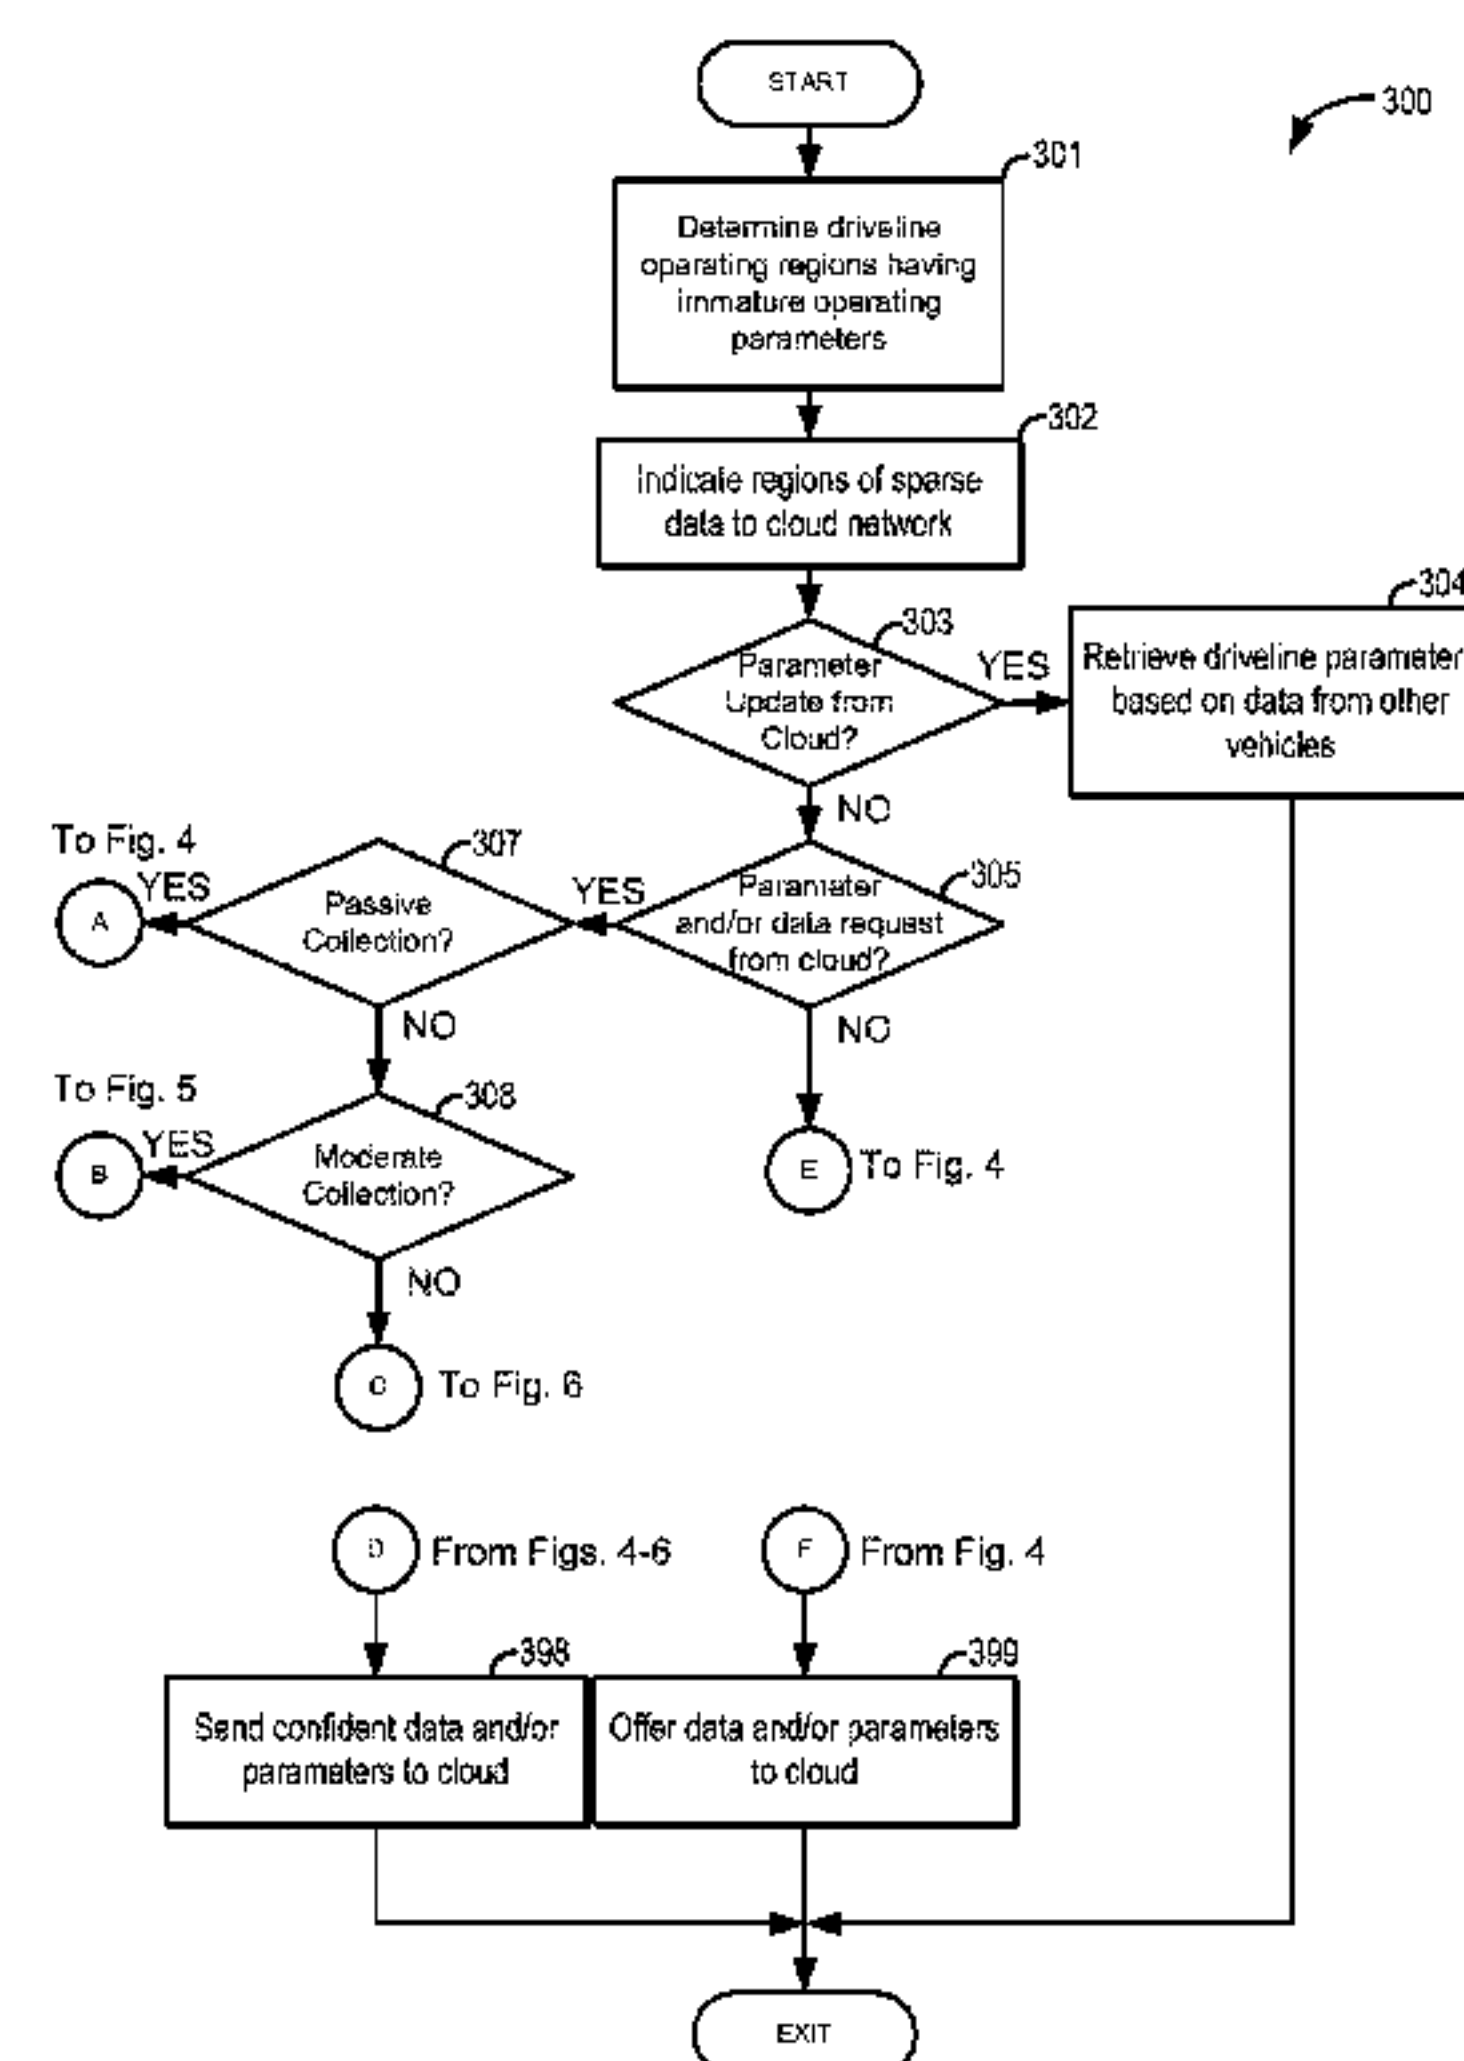 START
300
301
Determine driveline
operating regions having
immature operating
parameters
302
Indicate regions of sparse
data to cloud network
303
Parameter
Update from
Cloud?
YES
304
Retrieve driveline parameter
based on data from other
vehicles
NO
To Fig. 4
YES
A
307
Passive
Collection?
YES
305
Parameter
and/or data request
from cloud?
NO
NO
To Fig. 5
YES
B
308
Moderate
Collection?
E
To Fig. 4
NO
C
To Fig. 6
D
From Figs. 4-6
F
From Fig. 4
398
Send confident data and/or
parameters to cloud
399
Offer data and/or parameters
to cloud
EXIT